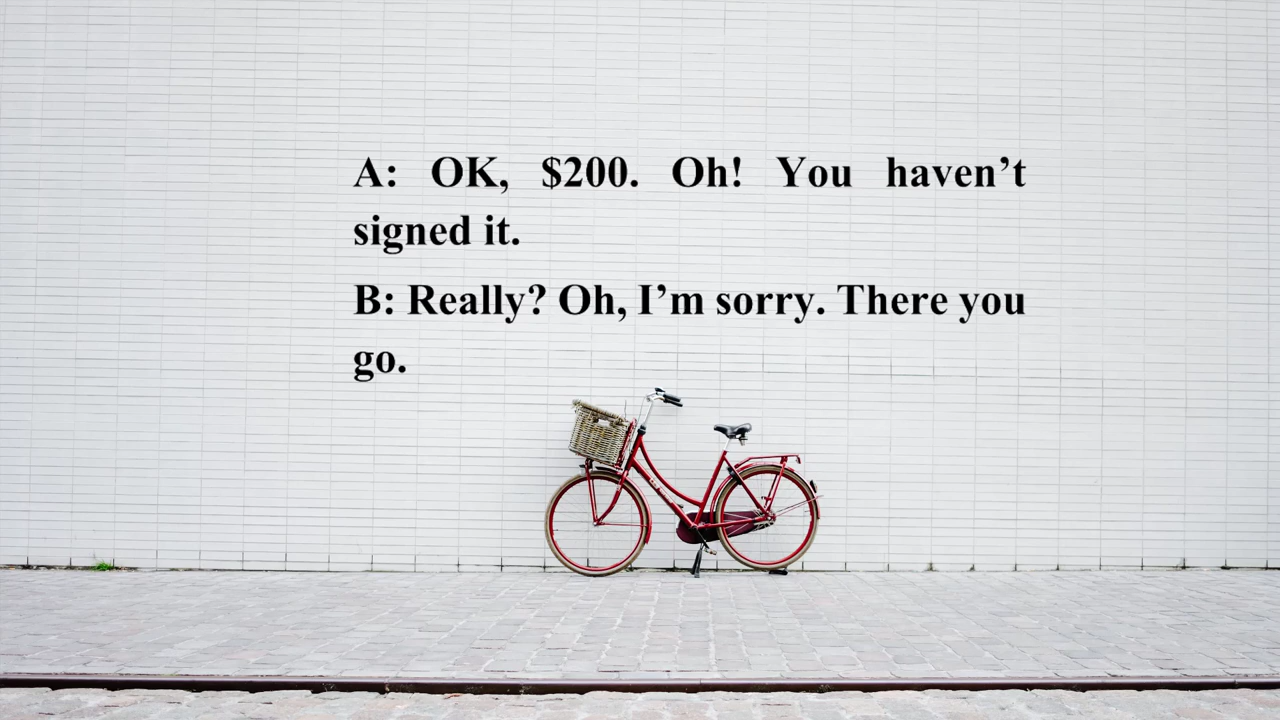 A: OK, $200. Oh! You haven’t
signed it.
B: Really? Oh, I’m sorry. There you
go.